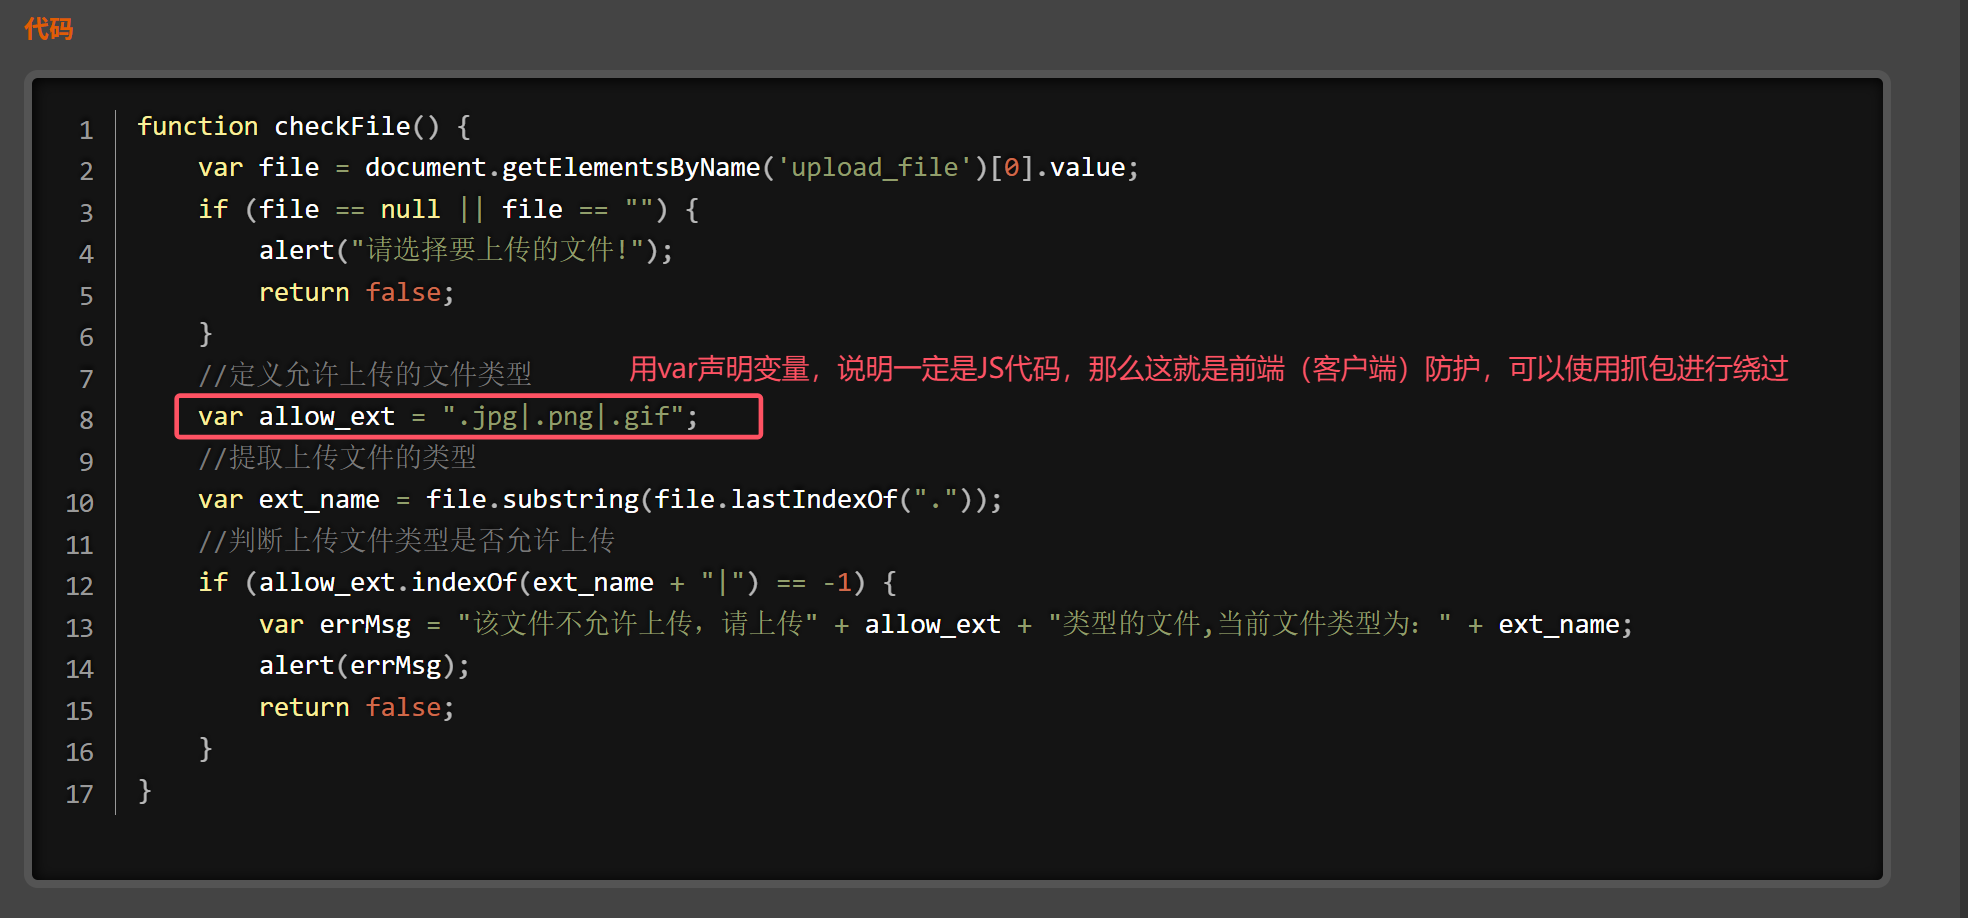 代码
1 function checkFile() {
2 var file = document.getElementsByName('upload_file')[0].value;
3 if (file == null || file == "") {
4 alert("请选择要上传的文件!");
5 return false;
6 }
7 //定义允许上传的文件类型 用var声明变量，说明一定是JS代码，那么这就是前端（客户端）防护，可以使用抓包进行绕过
8 var allow_ext = ".jpg|.png|.gif";
9 //提取上传文件的类型
10 var ext_name = file.substring(file.lastIndexOf("."));
11 //判断上传文件类型是否允许上传
12 if (allow_ext.indexOf(ext_name + "|") == -1) {
13 var errMsg = "该文件不允许上传，请上传" + allow_ext + "类型的文件,当前文件类型为：" + ext_name;
14 alert(errMsg);
15 return false;
16 }
17 }